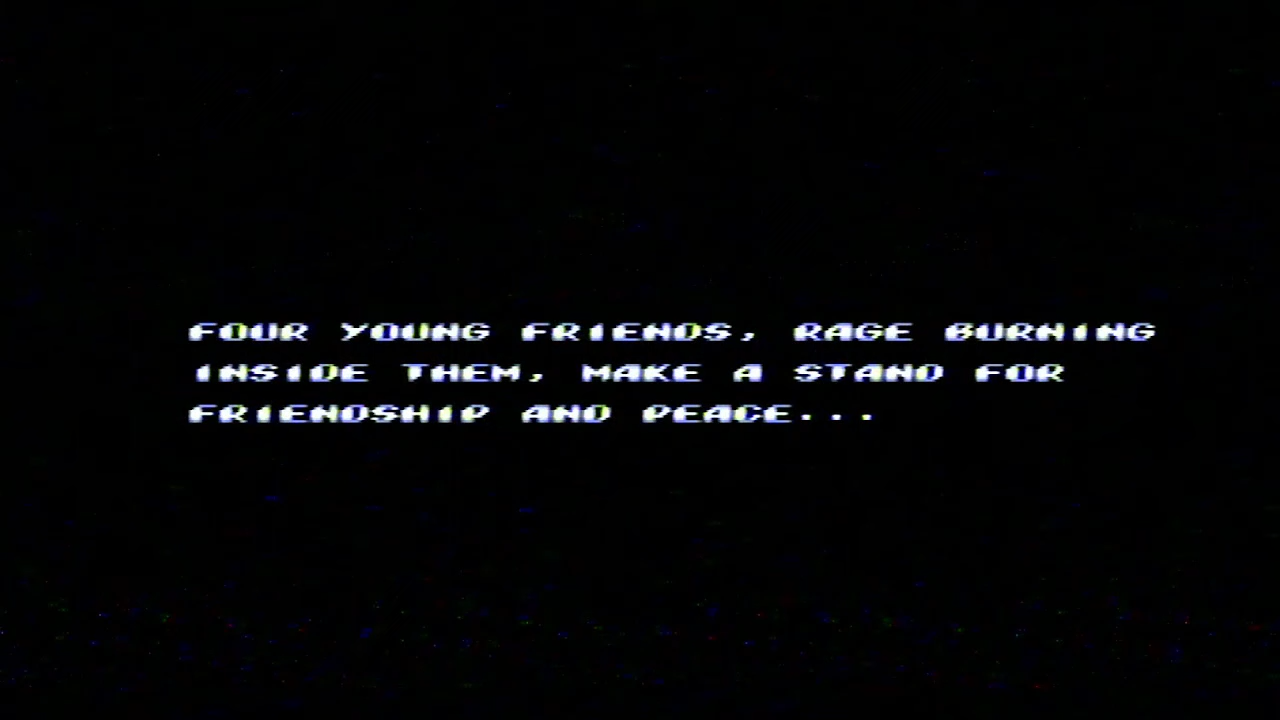 FOUR YOUNG FRIENDS, RAGE BURNING
INSIDE THEM, MAKE A STAND FOR
FRIENDSHIP AND PEACE...